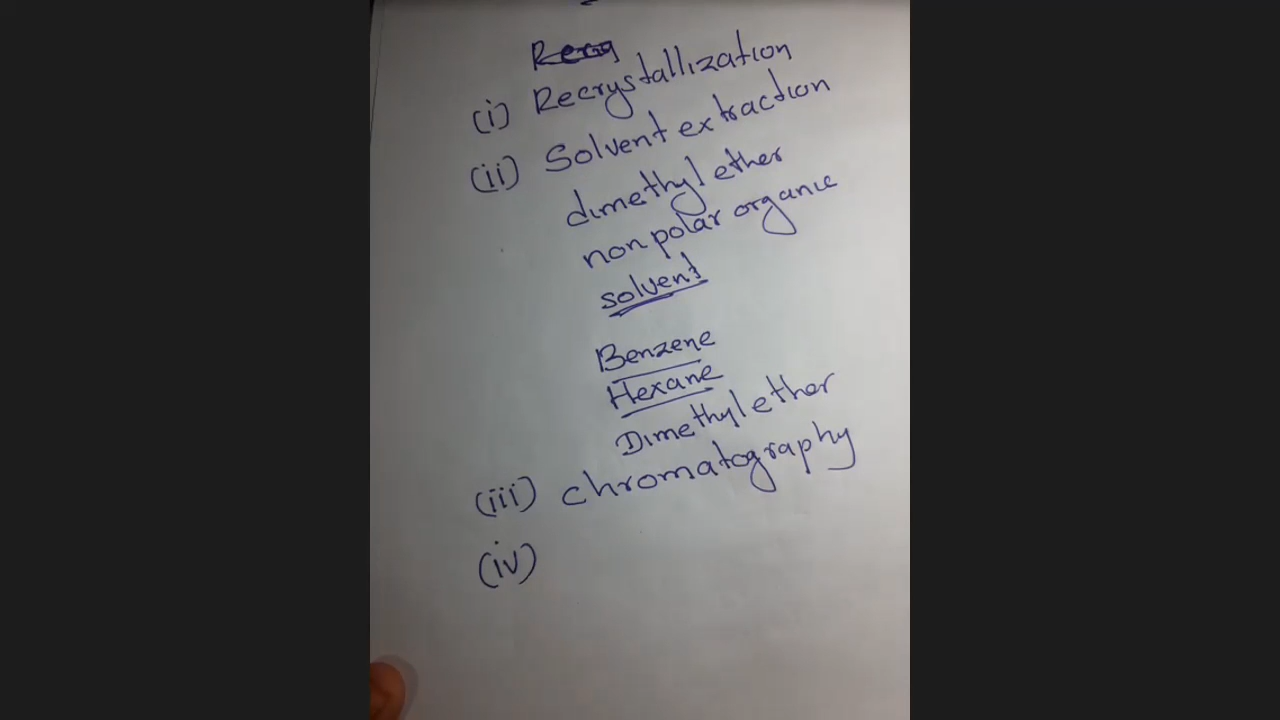 (i) Recrystallization
(ii) Solvent extraction
dimethyl ether
non polar organic
solvent
Benzene
Hexane
Dimethyl ether
(iii) chromatography
(iv)